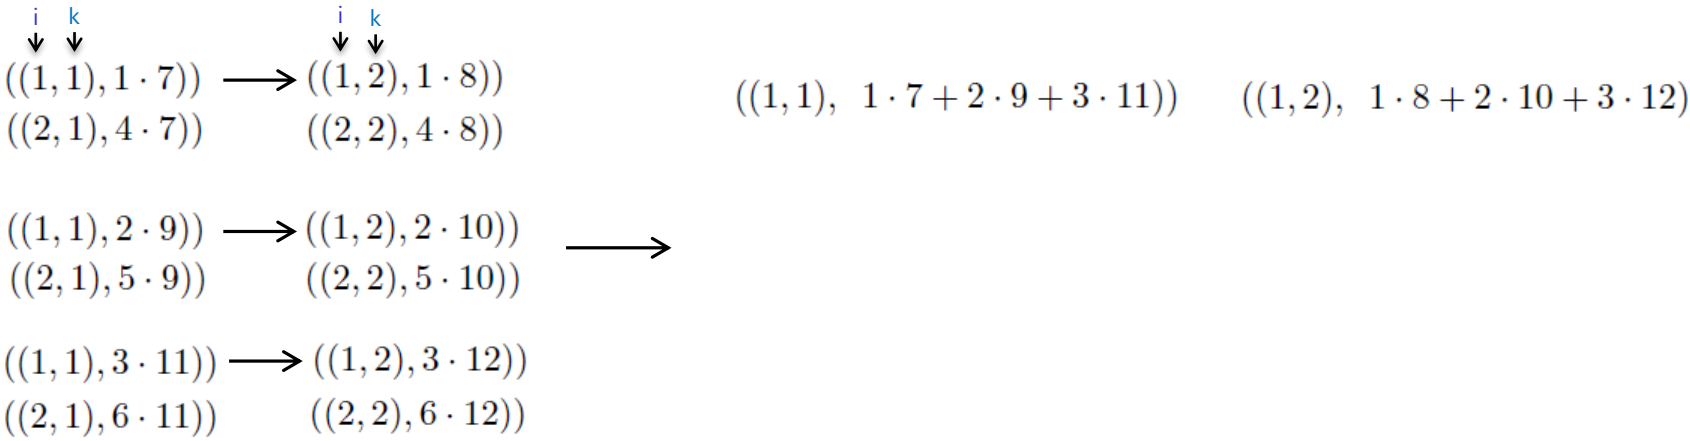 i k i k
((1, 1), 1 · 7)) ⟶ ((1, 2), 1 · 8)) ((1, 1), 1 · 7 + 2 · 9 + 3 · 11)) ((1, 2), 1 · 8 + 2 · 10 + 3 · 12)
((2, 1), 4 · 7)) ((2, 2), 4 · 8))
((1, 1), 2 · 9)) ⟶ ((1, 2), 2 · 10))
((2, 1), 5 · 9)) ((2, 2), 5 · 10))
((1, 1), 3 · 11)) ⟶ ((1, 2), 3 · 12))
((2, 1), 6 · 11)) ((2, 2), 6 · 12))